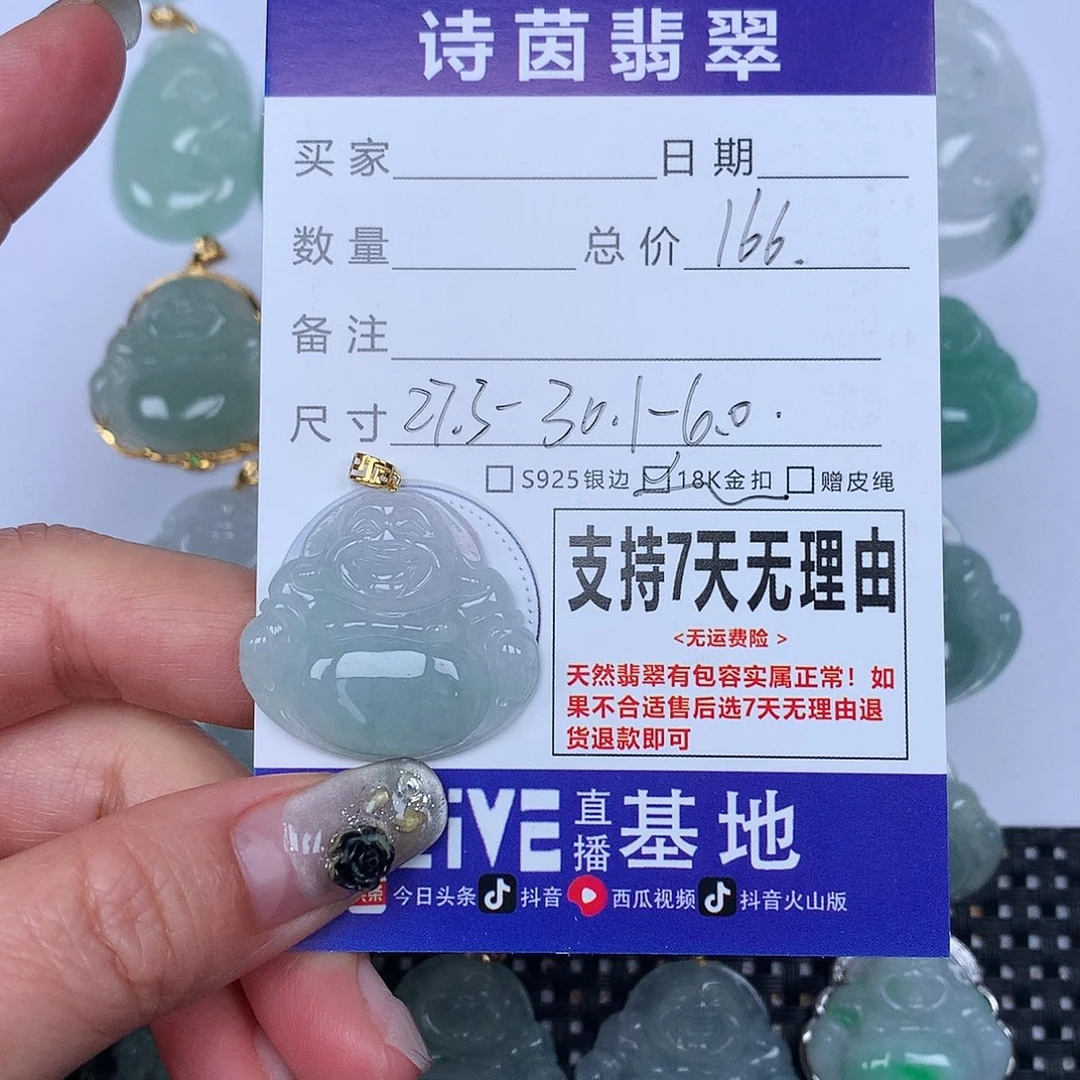 诗茵翡翠
买家 日期
数量 总价 166.
备注
尺寸 27.5-30.1-6.0.
S925银边 18K金扣 赠皮绳
支持7天无理由
<无运费险>
天然翡翠有包容实属正常！如
果不合适售后选7天无理由退
货退款即可
LIVE直播基地
今日头条 抖音 西瓜视频 抖音火山版